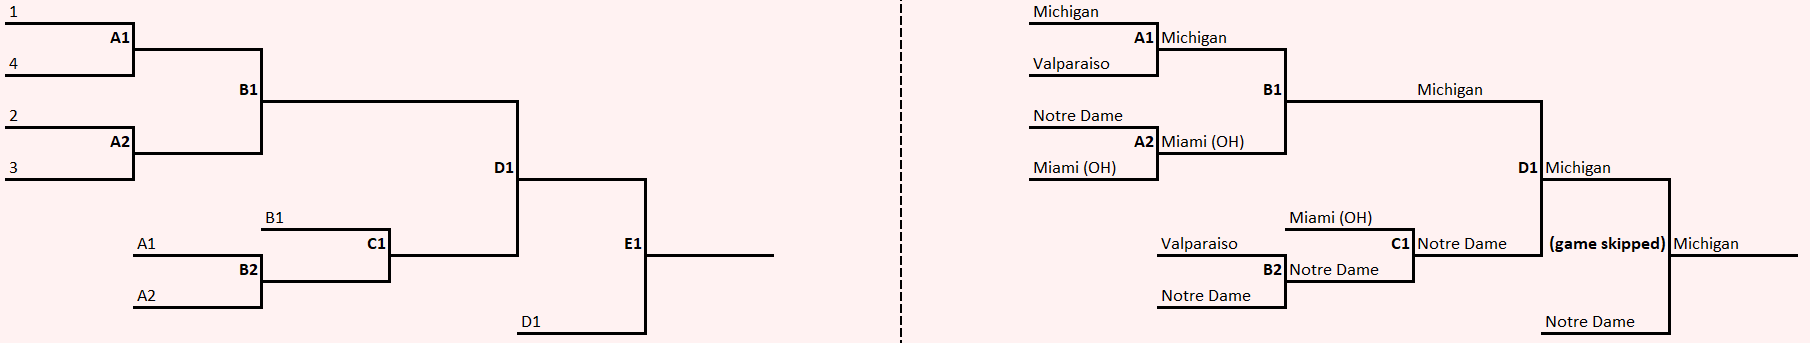 1
A1
4
B1
2
A2
3
D1
B1
A1
C1
E1
B2
A2
D1
Michigan
A1 Michigan
Valparaiso
B1 Michigan
Notre Dame
A2 Miami (OH)
Miami (OH)
D1 Michigan
Miami (OH)
Valparaiso
C1 Notre Dame
(game skipped) Michigan
B2 Notre Dame
Notre Dame
Notre Dame